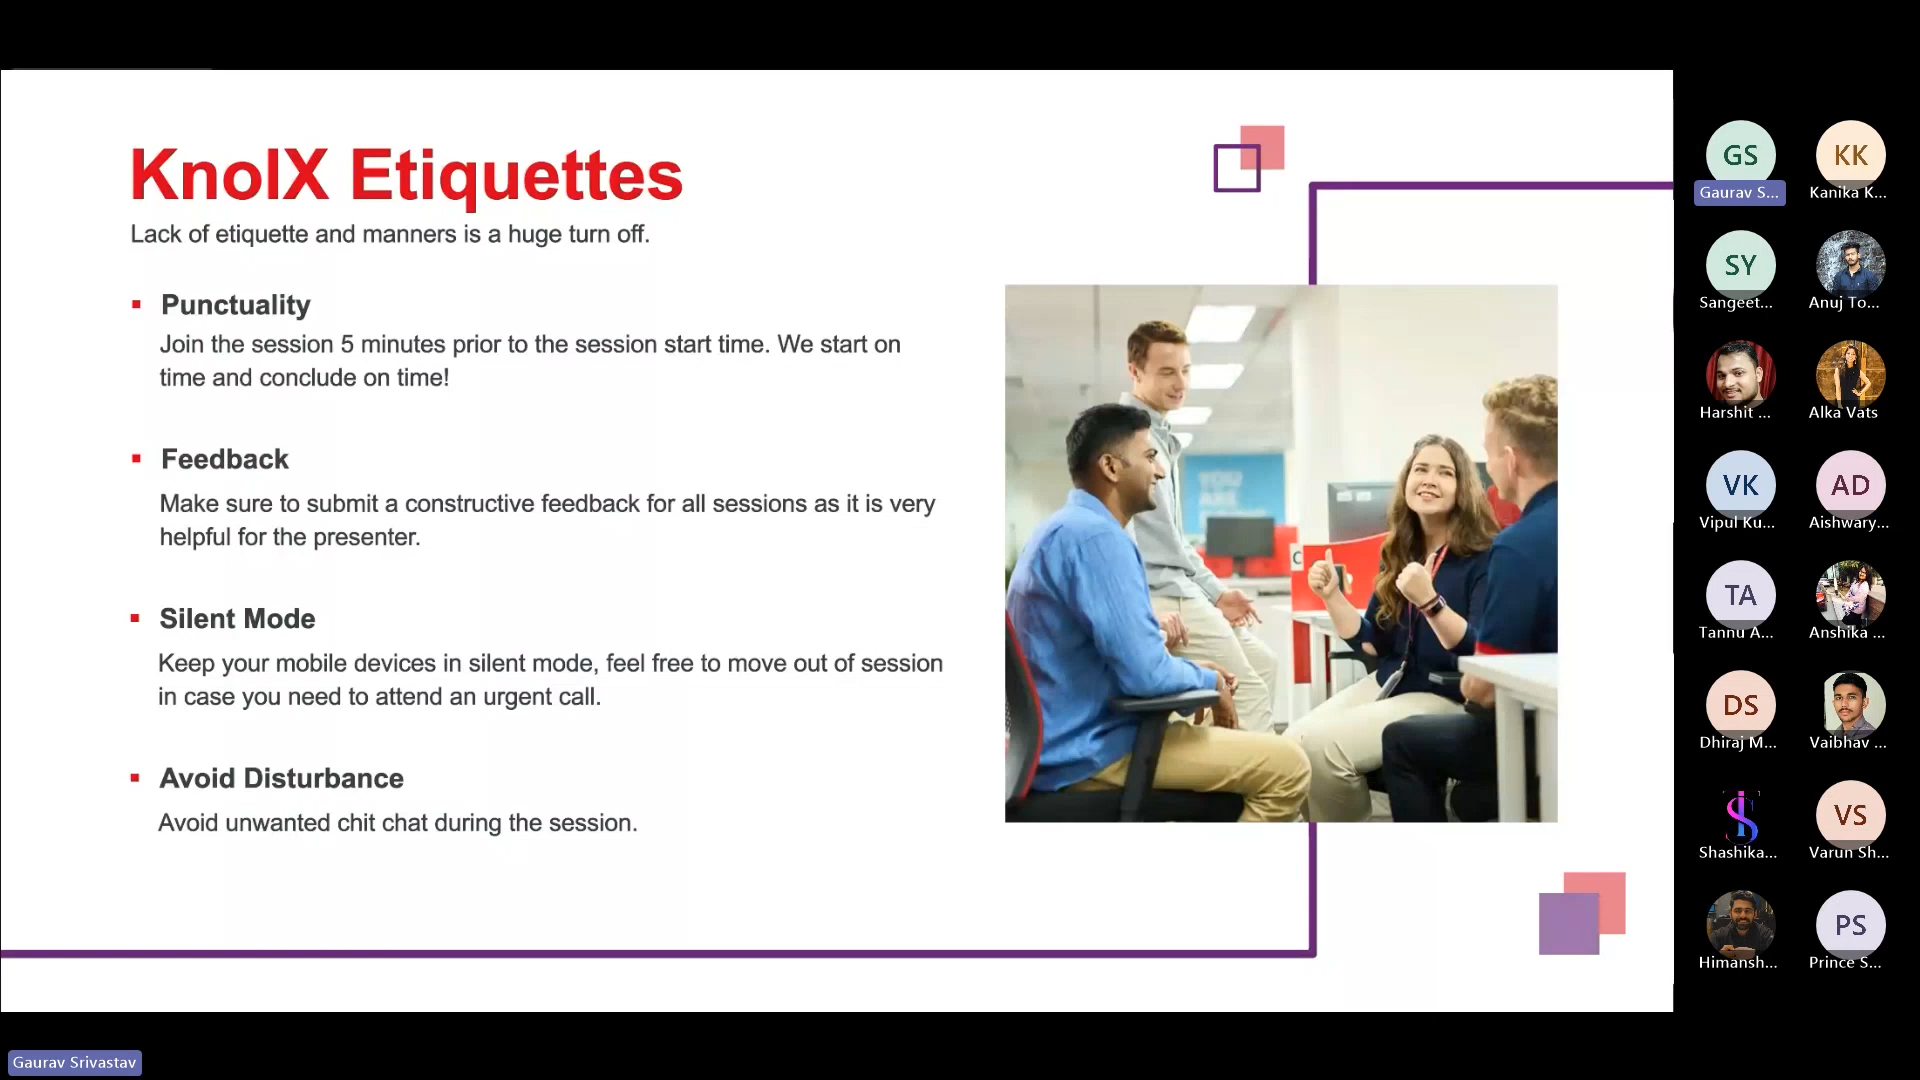 KnolX Etiquettes
Lack of etiquette and manners is a huge turn off.
Punctuality
Join the session 5 minutes prior to the session start time. We start on
time and conclude on time!
Feedback
Make sure to submit a constructive feedback for all sessions as it is very
helpful for the presenter.
Silent Mode
Keep your mobile devices in silent mode, feel free to move out of session
in case you need to attend an urgent call.
Avoid Disturbance
Avoid unwanted chit chat during the session.
YOU
ARE
C
GS
Gaurav S...
KK
Kanika K...
SY
Sangeet...
Anuj To...
Harshit ...
Alka Vats
VK
Vipul Ku...
AD
Aishwary...
TA
Tannu A...
Anshika ...
DS
Dhiraj M...
Vaibhav ...
Shashika...
VS
Varun Sh...
Himansh...
PS
Prince S...
Gaurav Srivastav